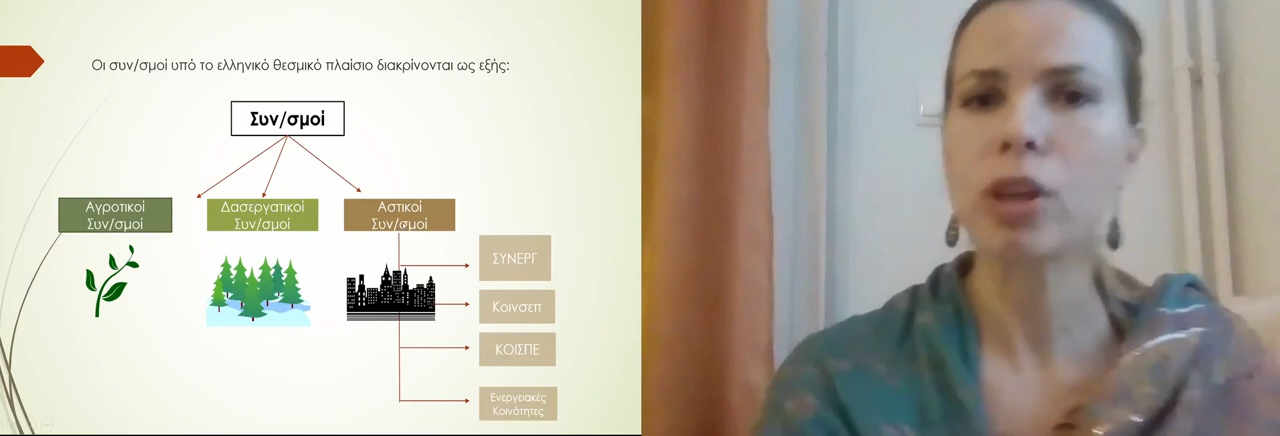 Οι συν/σμοί υπό το ελληνικό θεσμικό πλαίσιο διακρίνονται ως εξής:
Συν/σμοί
Αγροτικοί
Συν/σμοί
Δασεργατικοί
Συν/σμοί
Αστικοί
Συν/σμοί
ΣΥΝΕΡΓ
Κοινσεπ
ΚΟΙΣΠΕ
Ενεργειακές
Κοινότητες